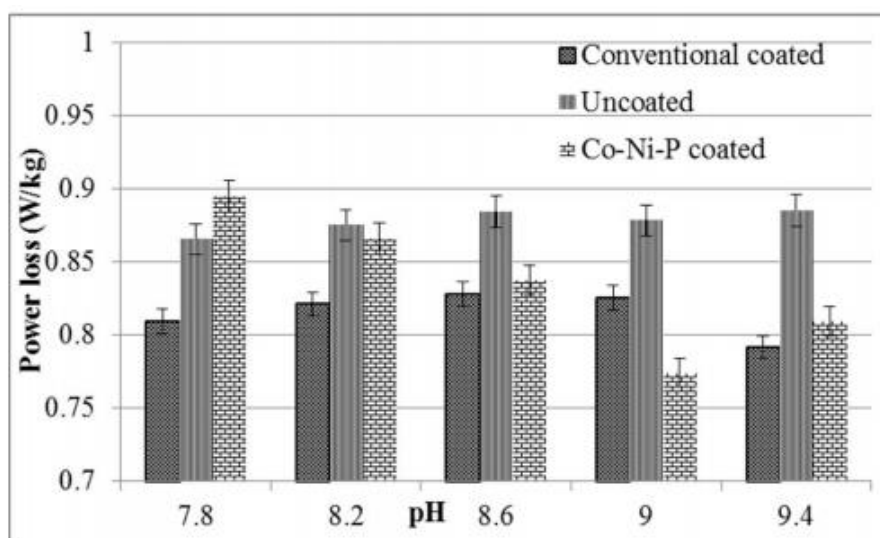 1
0.95
0.9
0.85
0.8
0.75
0.7
Power loss (W/kg)
Conventional coated
Uncoated
Co-Ni-P coated
7.8
8.2
pH
8.6
9
9.4